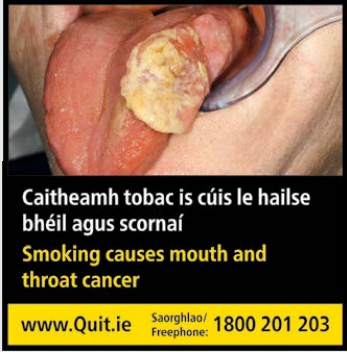 Caitheamh tobac is cúis le hailse
bhéil agus scornaí
Smoking causes mouth and
throat cancer
www.Quit.ie Saorghlao/ Freephone: 1800 201 203